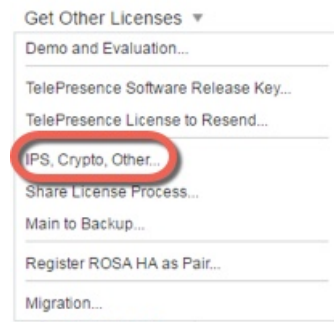 Get Other Licenses ▼
Demo and Evaluation...
TelePresence Software Release Key...
TelePresence License to Resend...
IPS, Crypto, Other...
Share License Process...
Main to Backup...
Register ROSA HA as Pair...
Migration...